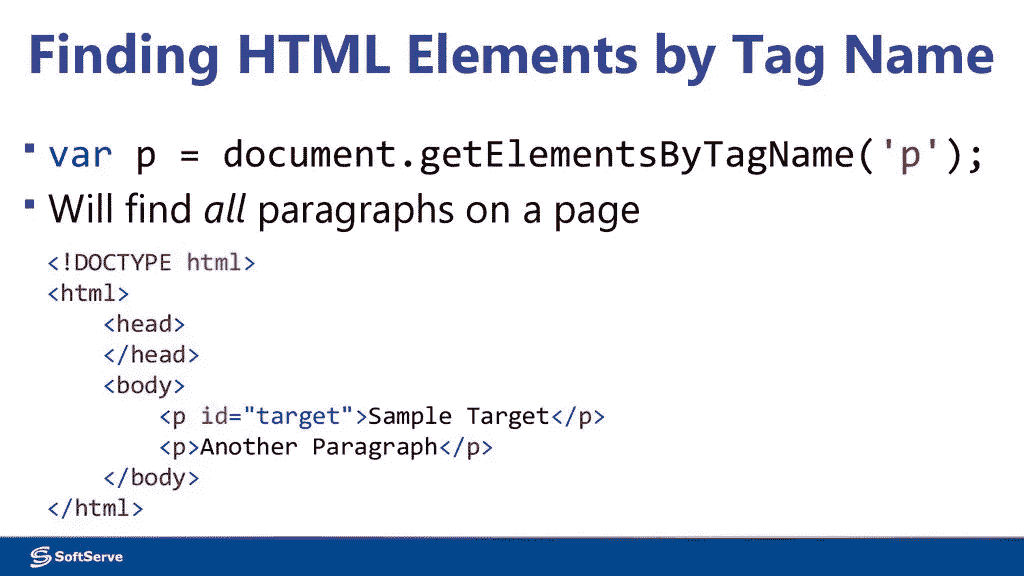 Finding HTML Elements by Tag Name
var p = document.getElementsByTagName('p');
Will find all paragraphs on a page
<!DOCTYPE html>
<html>
    <head>
    </head>
    <body>
        <p id="target">Sample Target</p>
        <p>Another Paragraph</p>
    </body>
</html>
SoftServe